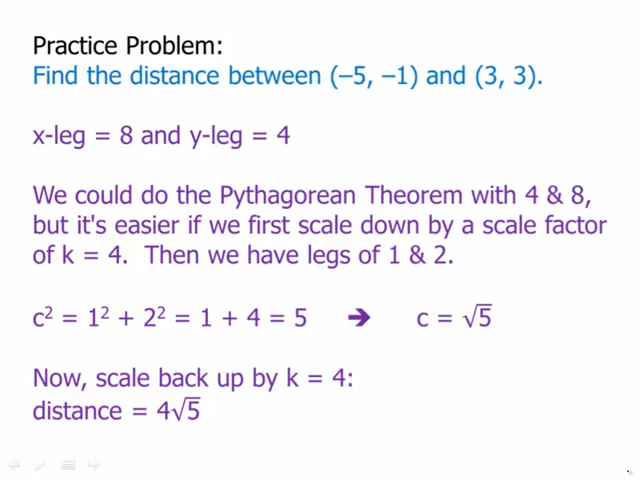 Practice Problem:
Find the distance between (–5, –1) and (3, 3).
x-leg = 8 and y-leg = 4
We could do the Pythagorean Theorem with 4 & 8,
but it's easier if we first scale down by a scale factor
of k = 4.  Then we have legs of 1 & 2.
c² = 1² + 2² = 1 + 4 = 5 ➔ c = √5
Now, scale back up by k = 4:
distance = 4√5